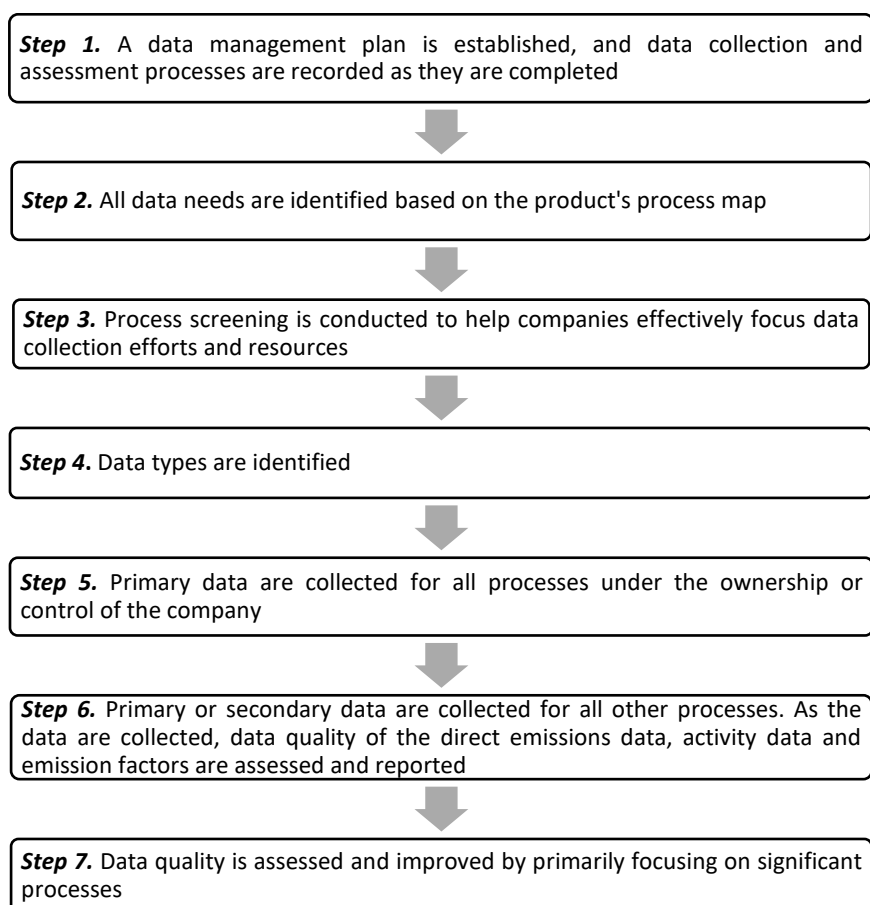 Step 1. A data management plan is established, and data collection and
assessment processes are recorded as they are completed
Step 2. All data needs are identified based on the product's process map
Step 3. Process screening is conducted to help companies effectively focus data
collection efforts and resources
Step 4. Data types are identified
Step 5. Primary data are collected for all processes under the ownership or
control of the company
Step 6. Primary or secondary data are collected for all other processes. As the
data are collected, data quality of the direct emissions data, activity data and
emission factors are assessed and reported
Step 7. Data quality is assessed and improved by primarily focusing on significant
processes